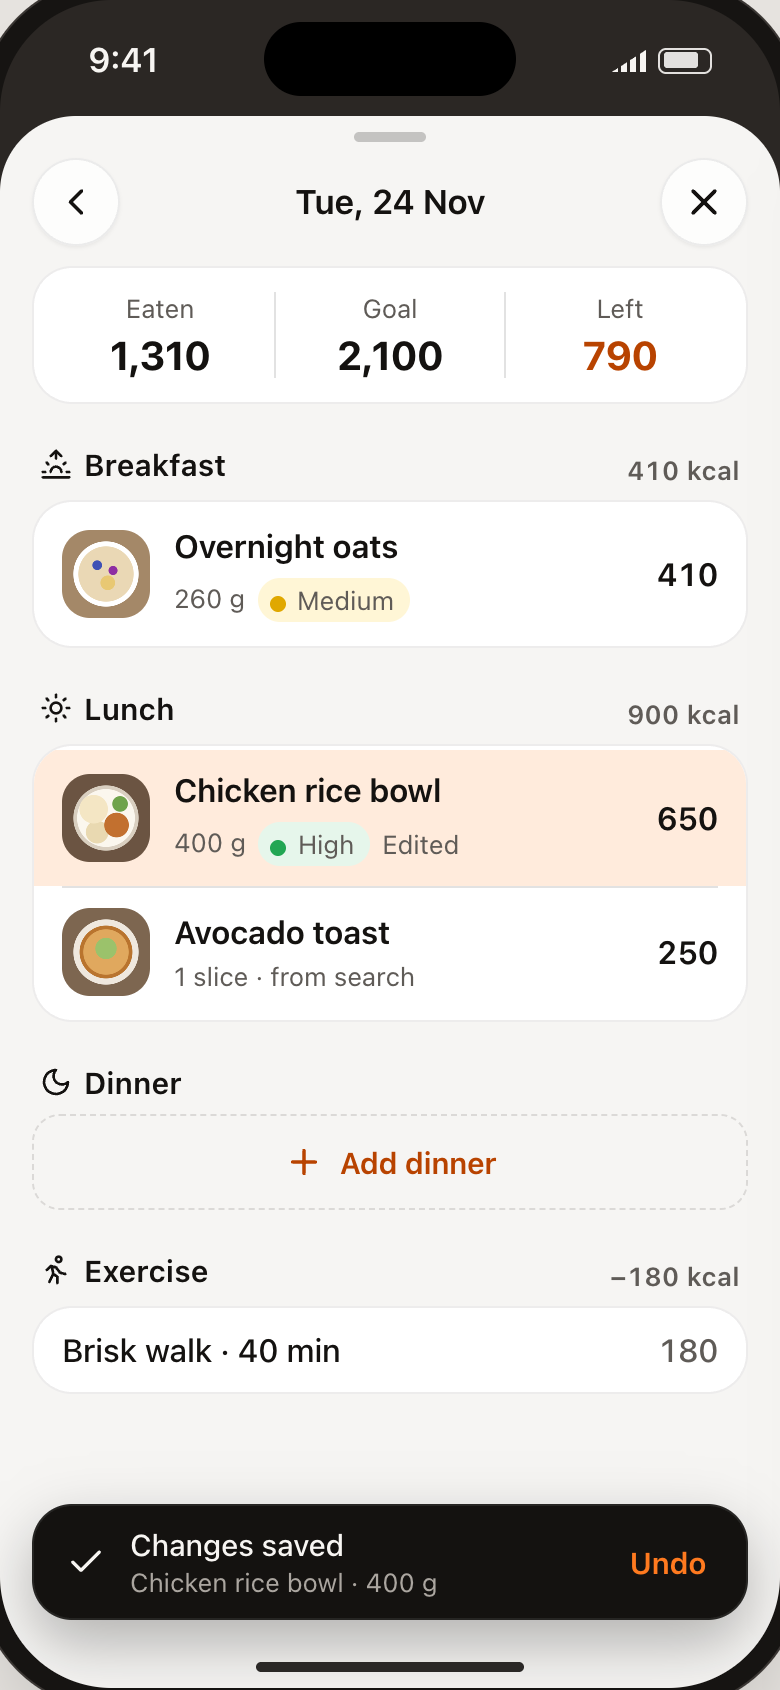 9:41
Tue, 24 Nov
Eaten Goal Left
1,310 2,100 790
Breakfast 410 kcal
Overnight oats
260 g Medium 410
Lunch 900 kcal
Chicken rice bowl
400 g High Edited 650
Avocado toast
1 slice · from search 250
Dinner
Add dinner
Exercise –180 kcal
Brisk walk · 40 min 180
Changes saved
Chicken rice bowl · 400 g
Undo